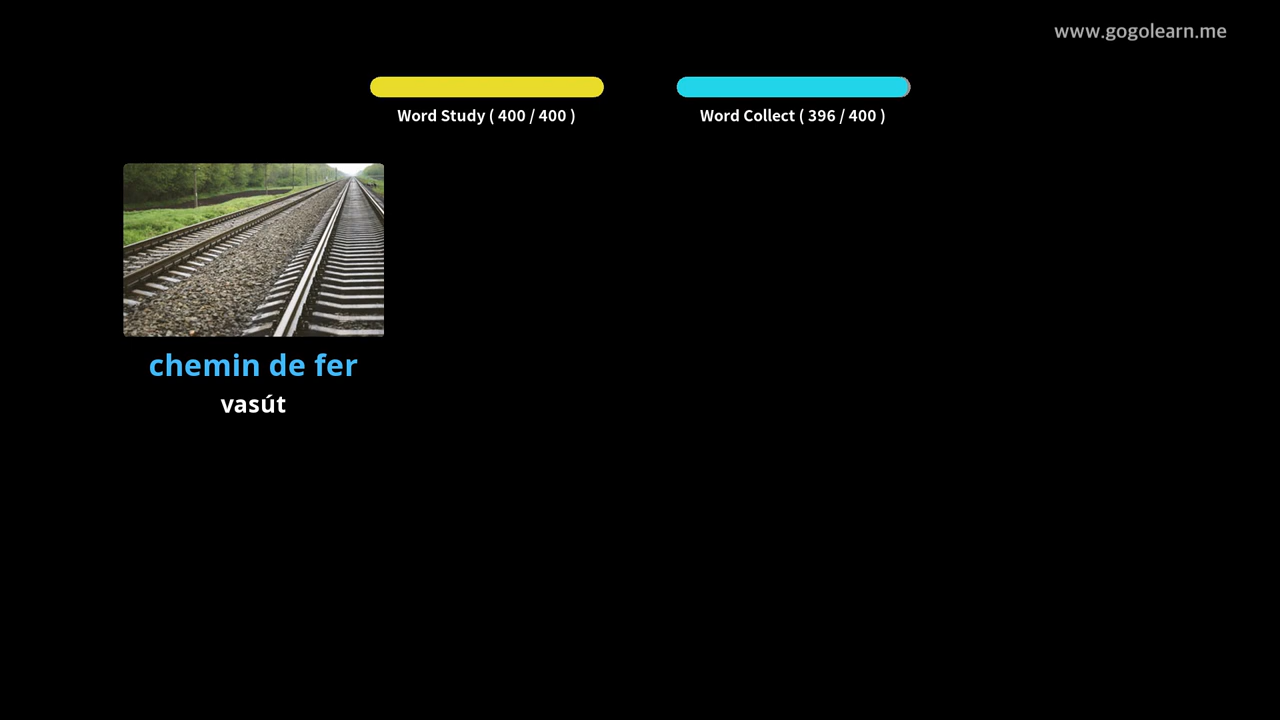 www.gogolearn.me
Word Study ( 400 / 400 )
Word Collect ( 396 / 400 )
chemin de fer
vasút